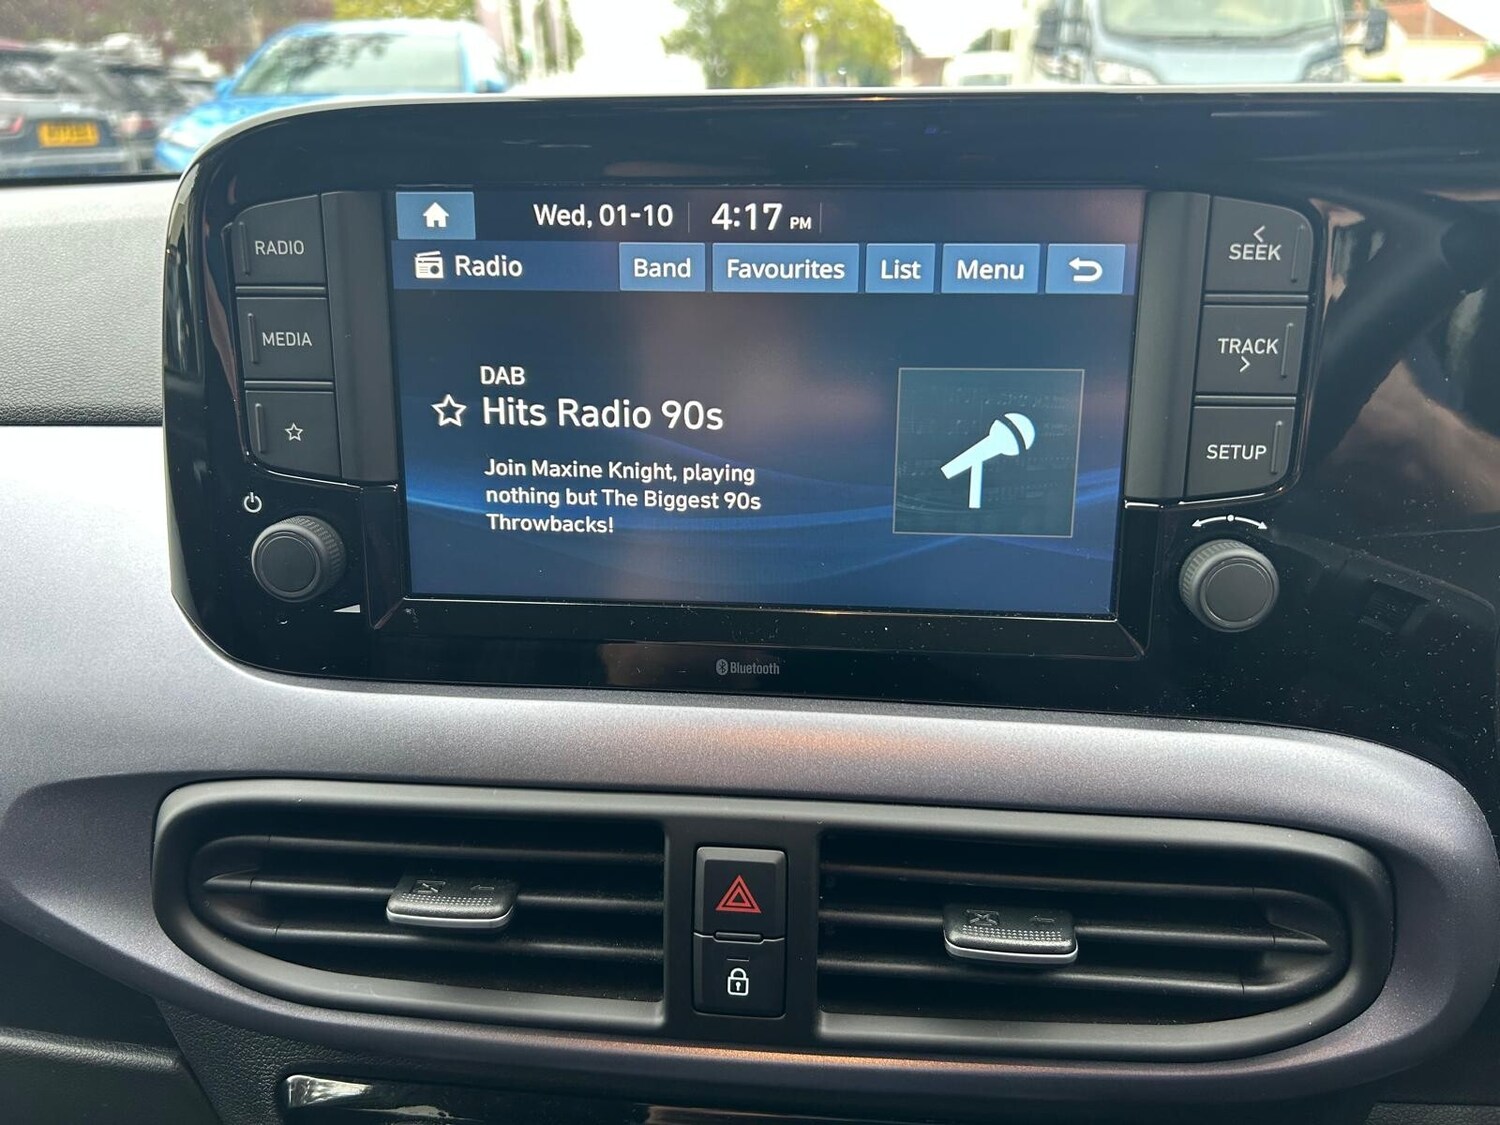 Wed, 01-10 4:17 PM
Radio Band Favourites List Menu
DAB
Hits Radio 90s
Join Maxine Knight, playing
nothing but The Biggest 90s
Throwbacks!
RADIO
MEDIA
SEEK
TRACK
SETUP
Bluetooth